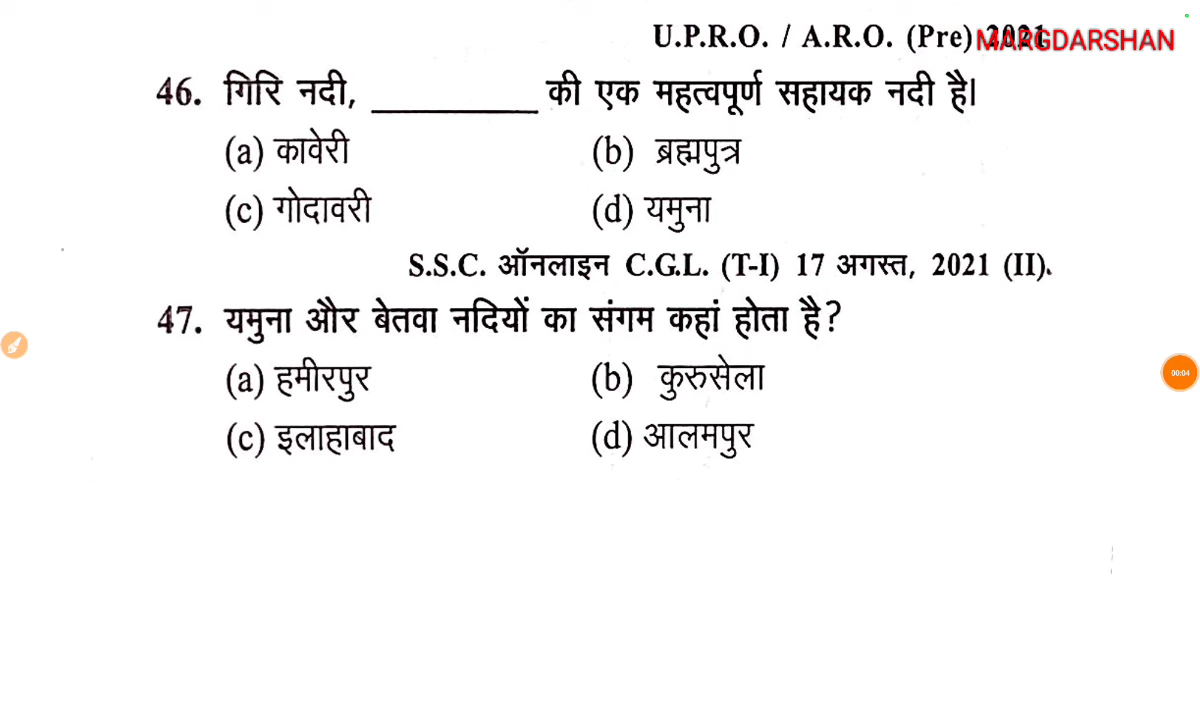 U.P.R.O. / A.R.O. (Pre) 2021
MARGDARSHAN
46. गिरि नदी, __________ की एक महत्वपूर्ण सहायक नदी है।
(a) कावेरी (b) ब्रह्मपुत्र
(c) गोदावरी (d) यमुना
S.S.C. ऑनलाइन C.G.L. (T-I) 17 अगस्त, 2021 (II).
47. यमुना और बेतवा नदियों का संगम कहां होता है?
(a) हमीरपुर (b) कुरुसेला
(c) इलाहाबाद (d) आलमपुर
00:04